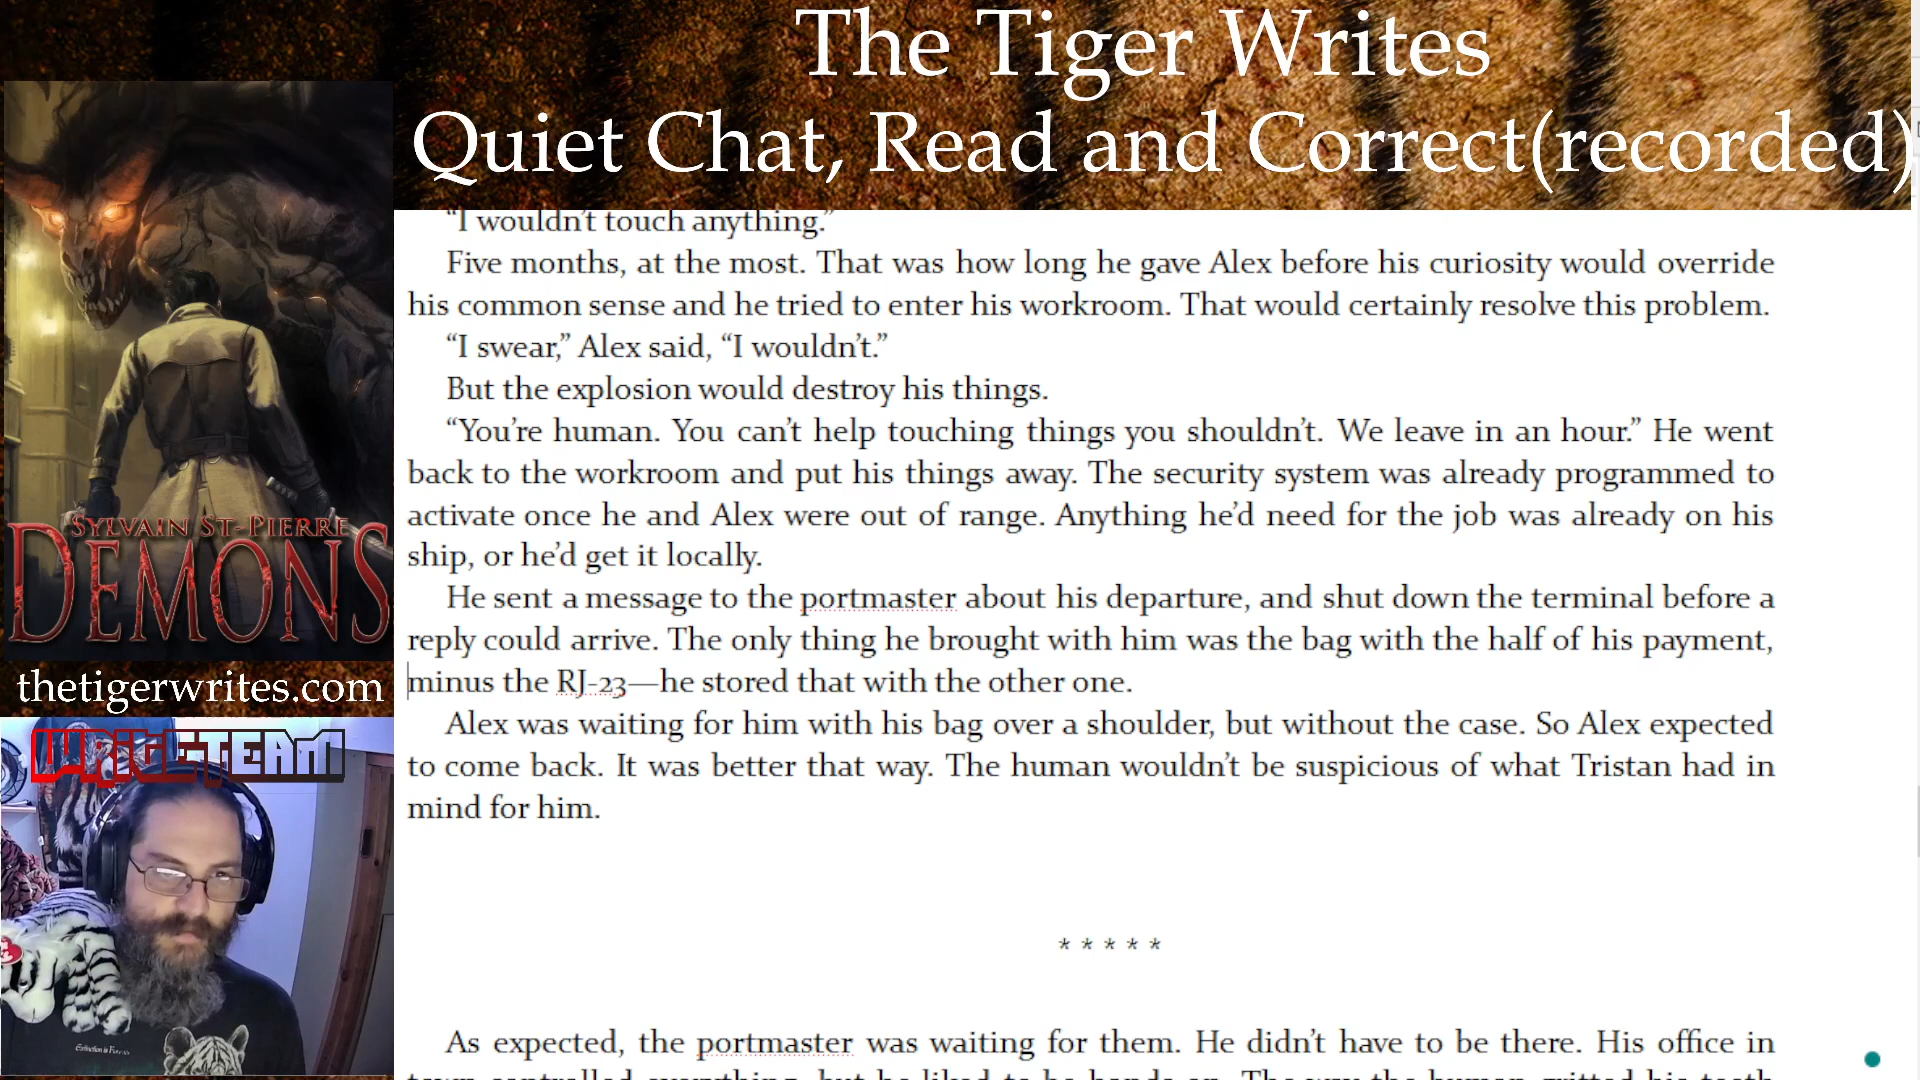 The Tiger Writes
Quiet Chat, Read and Correct(recorded)
“I wouldn’t touch anything.”
Five months, at the most. That was how long he gave Alex before his curiosity would override
his common sense and he tried to enter his workroom. That would certainly resolve this problem.
“I swear,” Alex said, “I wouldn’t.”
But the explosion would destroy his things.
“You’re human. You can’t help touching things you shouldn’t. We leave in an hour.” He went
back to the workroom and put his things away. The security system was already programmed to
activate once he and Alex were out of range. Anything he’d need for the job was already on his
ship, or he’d get it locally.
He sent a message to the portmaster about his departure, and shut down the terminal before a
reply could arrive. The only thing he brought with him was the bag with the half of his payment,
minus the RJ-23—he stored that with the other one.
Alex was waiting for him with his bag over a shoulder, but without the case. So Alex expected
to come back. It was better that way. The human wouldn’t be suspicious of what Tristan had in
mind for him.
* * * * *
As expected, the portmaster was waiting for them. He didn’t have to be there. His office in
SYLVAIN ST-PIERRE
DEMONS
thetigerwrites.com
WRITETEAM